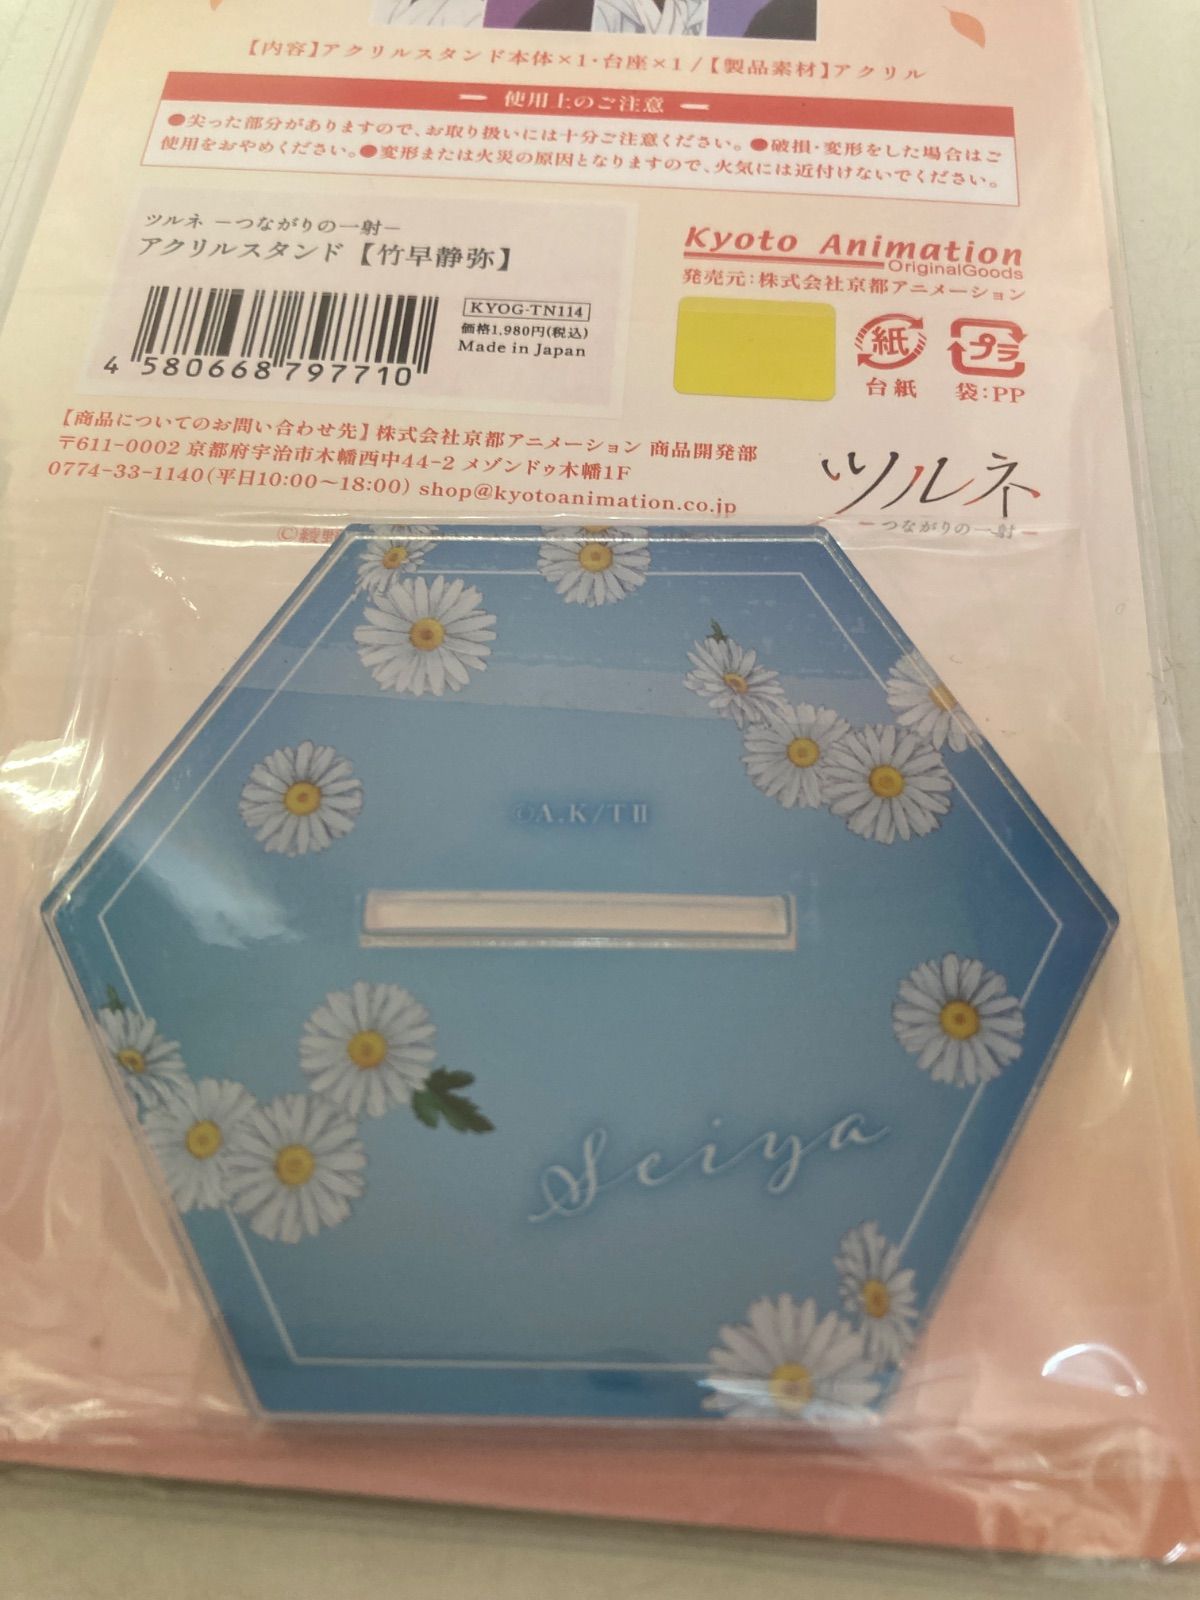 【内容】アクリルスタンド本体×1・台座×1/【製品素材】アクリル
使用上のご注意
●尖った部分がありますので、お取り扱いには十分ご注意ください。●破損・変形をした場合はご
使用をおやめください。●変形または火災の原因となりますので、火気には近付けないでください。
ツルネ ―つながりの一射―
アクリルスタンド【竹早静弥】
4 580668 797710
KYOG-TN114
価格1,980円(税込)
Made in Japan
Kyoto Animation
OriginalGoods
発売元：株式会社京都アニメーション
紙
台紙
プラ
袋：PP
【商品についてのお問い合わせ先】株式会社京都アニメーション 商品開発部
〒611-0002 京都府宇治市木幡西中44-2 メゾンドゥ木幡1F
0774-33-1140(平日10:00～18:00) shop@kyotoanimation.co.jp
ツルネ
―つながりの一射―
©綾野
©A.K/TⅡ
Seiya